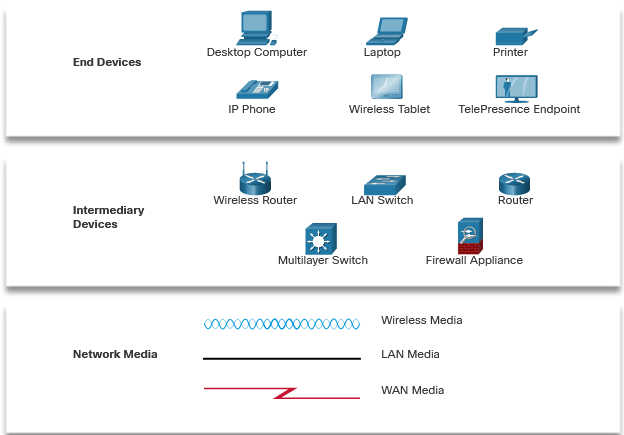 End Devices
Desktop Computer
Laptop
Printer
IP Phone
Wireless Tablet
TelePresence Endpoint
Intermediary
Devices
Wireless Router
LAN Switch
Router
Multilayer Switch
Firewall Appliance
Network Media
Wireless Media
LAN Media
WAN Media